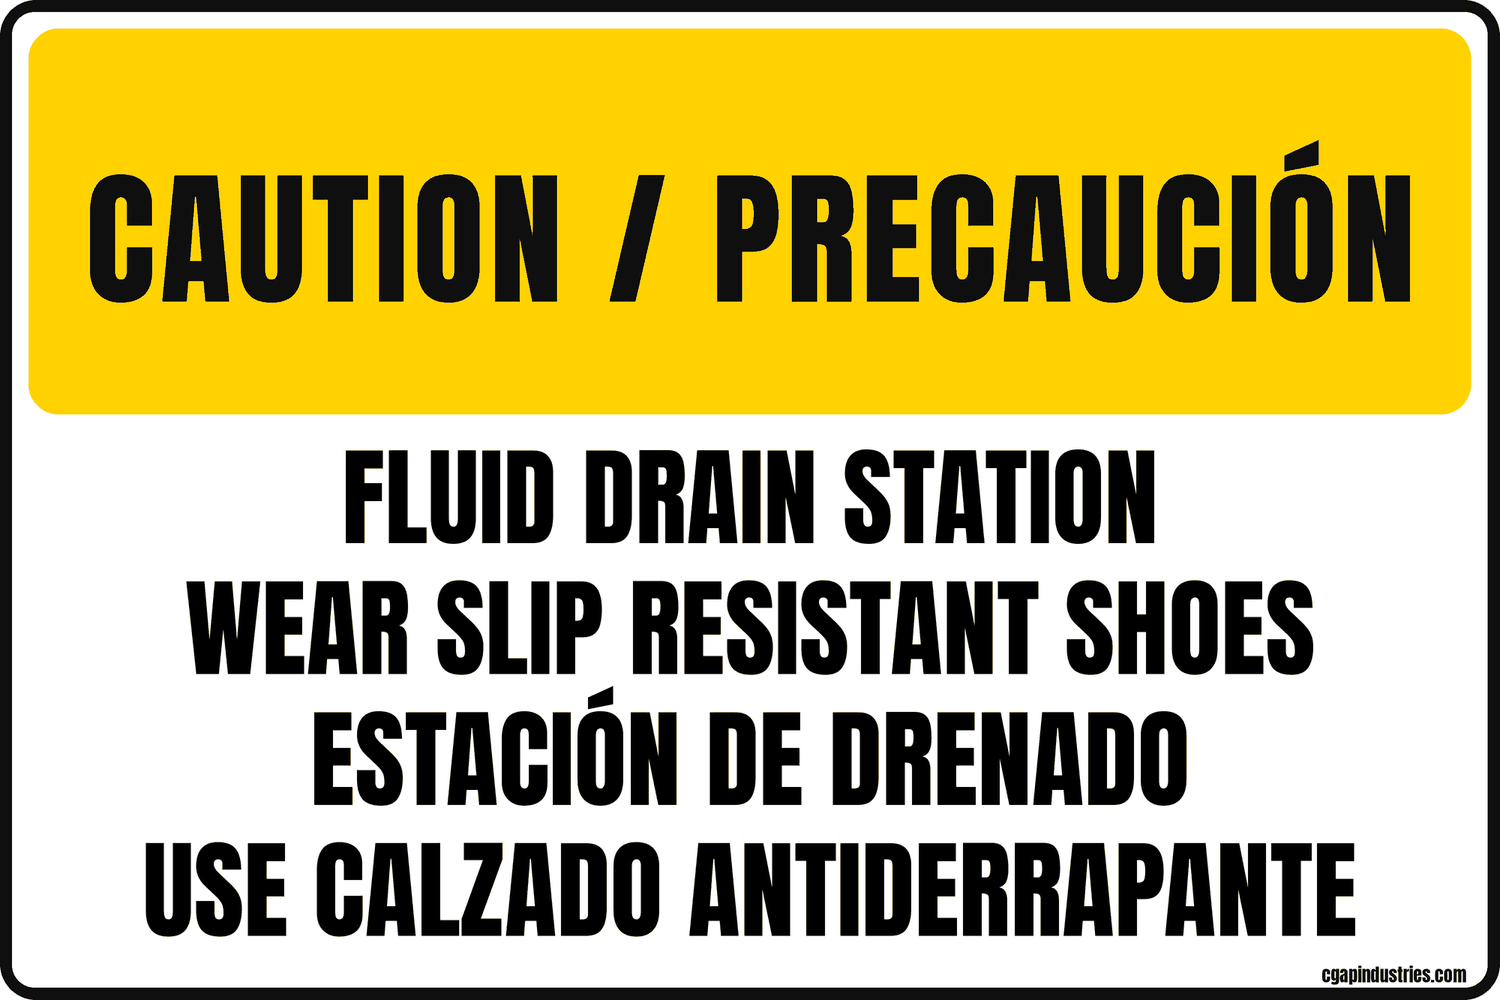 CAUTION / PRECAUCIÓN
FLUID DRAIN STATION
WEAR SLIP RESISTANT SHOES
ESTACIÓN DE DRENADO
USE CALZADO ANTIDERRAPANTE
cgapindustries.com